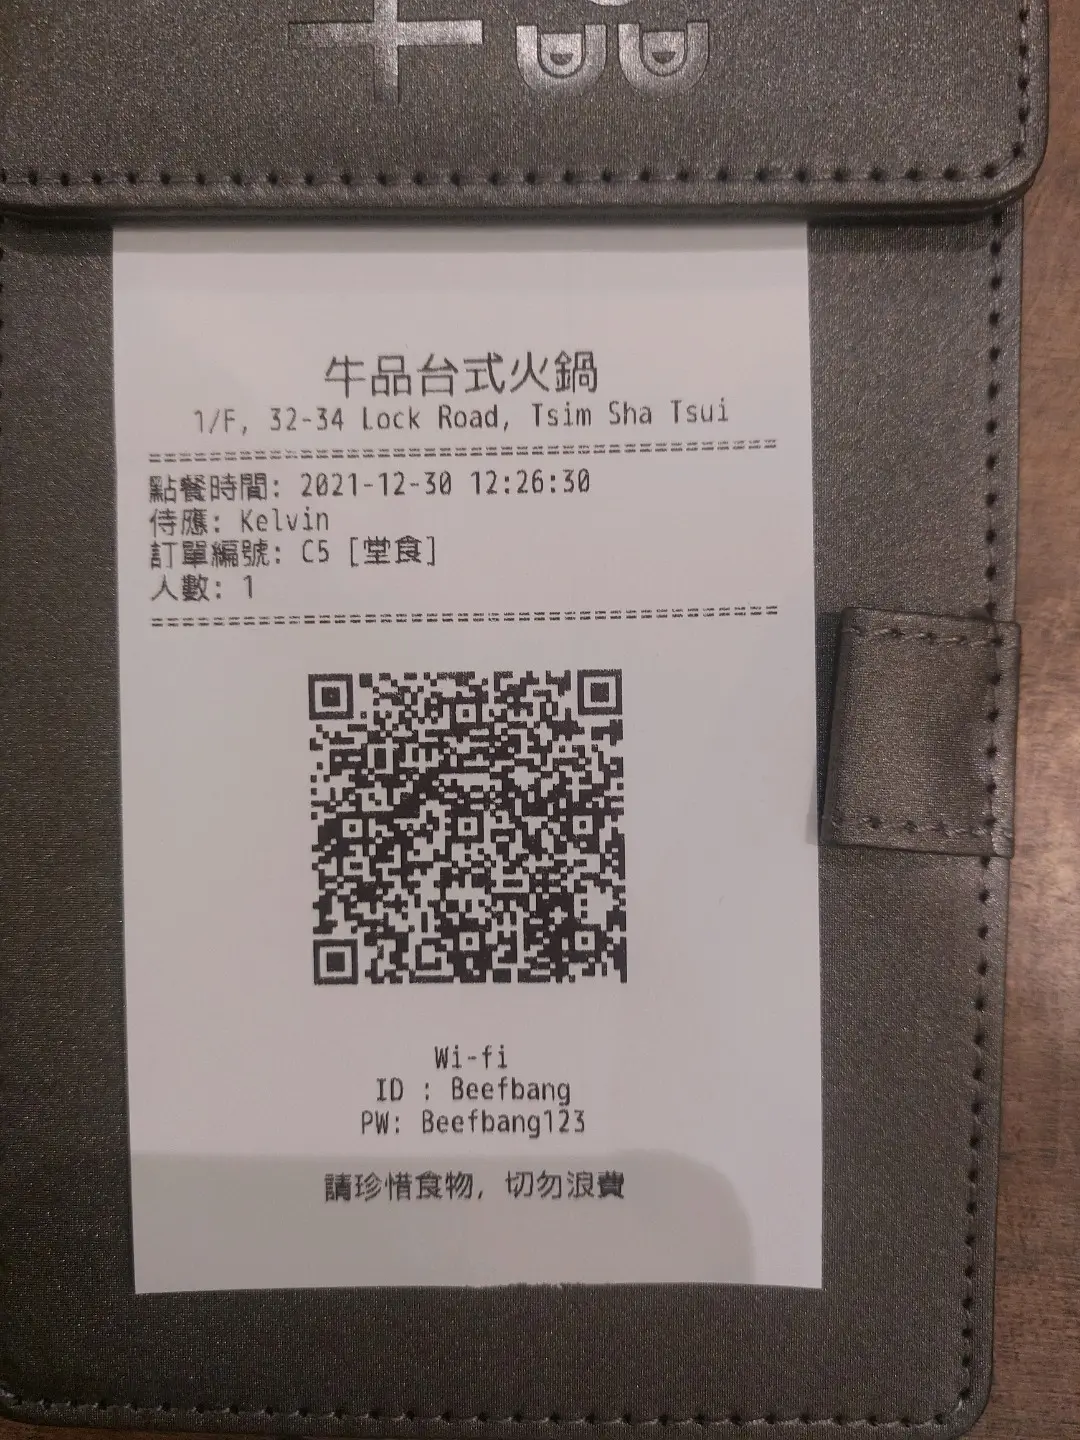 牛品台式火鍋
1/F, 32-34 Lock Road, Tsim Sha Tsui
點餐時間: 2021-12-30 12:26:30
侍應: Kelvin
訂單編號: C5 [堂食]
人數: 1
Wi-fi
ID : Beefbang
PW: Beefbang123
請珍惜食物, 切勿浪費